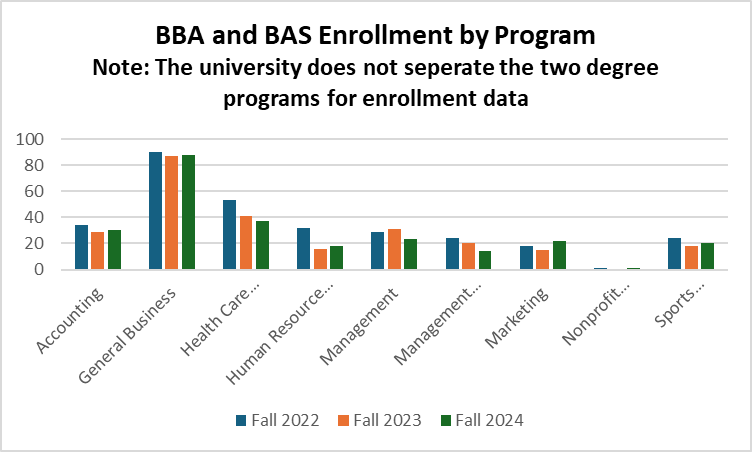 BBA and BAS Enrollment by Program
Note: The university does not seperate the two degree
programs for enrollment data
100
80
60
40
20
0
Accounting
General Business
Health Care...
Human Resource...
Management
Management...
Marketing
Nonprofit...
Sports...
Fall 2022
Fall 2023
Fall 2024